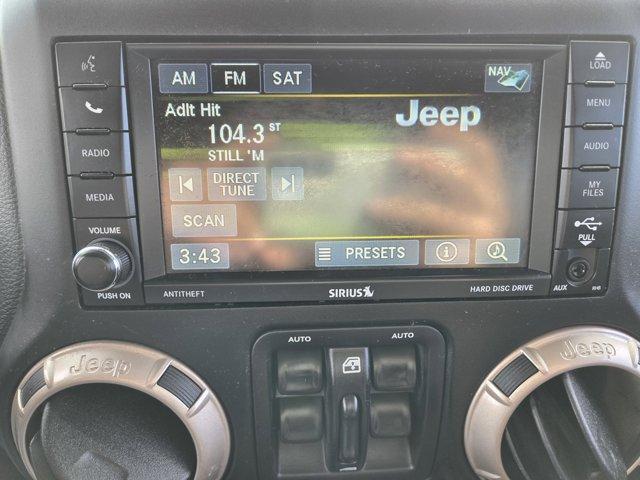 AM FM SAT NAV
LOAD
Adlt Hit
Jeep
MENU
104.3 ST
STILL 'M
RADIO
AUDIO
DIRECT
TUNE
MEDIA
MY
FILES
SCAN
VOLUME
PULL
3:43 PRESETS
PUSH ON
ANTITHEFT SIRIUS HARD DISC DRIVE AUX RHB
AUTO AUTO
Jeep Jeep